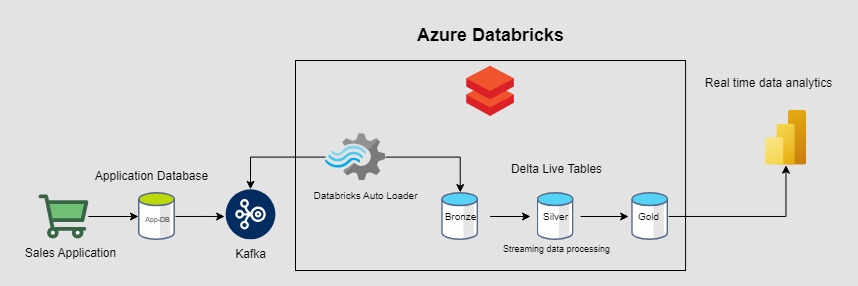 Azure Databricks
Real time data analytics
Delta Live Tables
Application Database
Databricks Auto Loader
App-DB
Bronze
Silver
Gold
Sales Application
Kafka
Streaming data processing